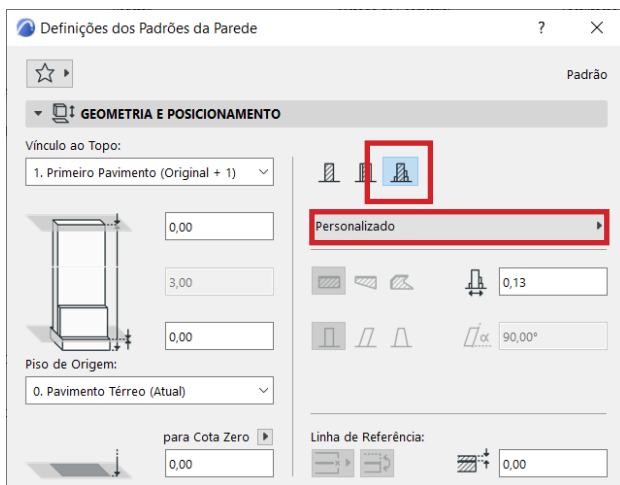 Definições dos Padrões da Parede ? ×
Padrão
GEOMETRIA E POSICIONAMENTO
Vínculo ao Topo:
1. Primeiro Pavimento (Original + 1)
0,00
3,00
0,00
Piso de Origem:
0. Pavimento Térreo (Atual)
para Cota Zero
0,00
Personalizado
0,13
α 90,00°
Linha de Referência:
0,00